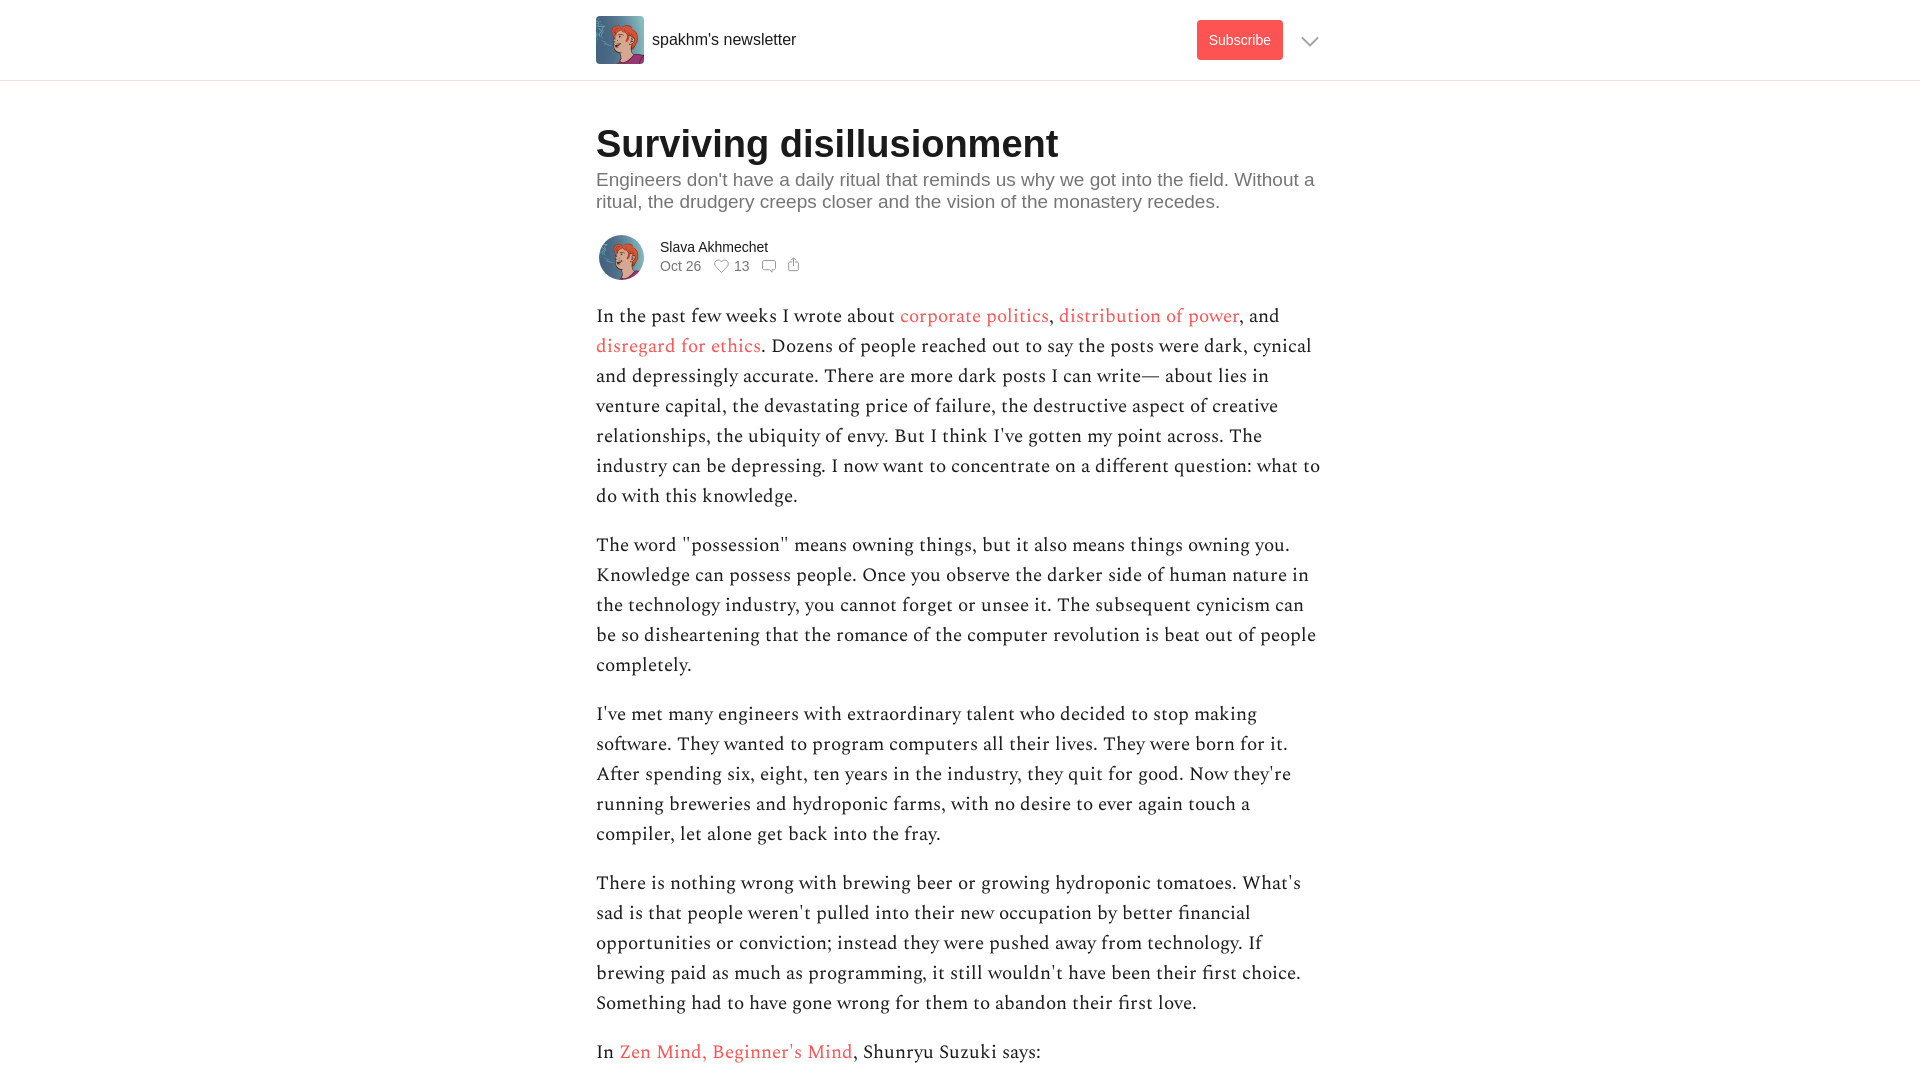 spakhm's newsletter
Subscribe
Surviving disillusionment
Engineers don't have a daily ritual that reminds us why we got into the field. Without a
ritual, the drudgery creeps closer and the vision of the monastery recedes.
Slava Akhmechet
Oct 26 13
In the past few weeks I wrote about corporate politics, distribution of power, and
disregard for ethics. Dozens of people reached out to say the posts were dark, cynical
and depressingly accurate. There are more dark posts I can write— about lies in
venture capital, the devastating price of failure, the destructive aspect of creative
relationships, the ubiquity of envy. But I think I've gotten my point across. The
industry can be depressing. I now want to concentrate on a different question: what to
do with this knowledge.
The word "possession" means owning things, but it also means things owning you.
Knowledge can possess people. Once you observe the darker side of human nature in
the technology industry, you cannot forget or unsee it. The subsequent cynicism can
be so disheartening that the romance of the computer revolution is beat out of people
completely.
I've met many engineers with extraordinary talent who decided to stop making
software. They wanted to program computers all their lives. They were born for it.
After spending six, eight, ten years in the industry, they quit for good. Now they're
running breweries and hydroponic farms, with no desire to ever again touch a
compiler, let alone get back into the fray.
There is nothing wrong with brewing beer or growing hydroponic tomatoes. What's
sad is that people weren't pulled into their new occupation by better financial
opportunities or conviction; instead they were pushed away from technology. If
brewing paid as much as programming, it still wouldn't have been their first choice.
Something had to have gone wrong for them to abandon their first love.
In Zen Mind, Beginner's Mind, Shunryu Suzuki says: